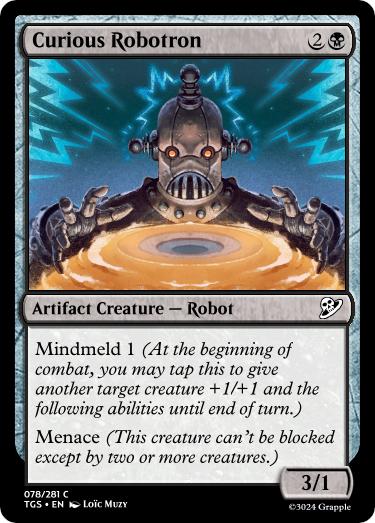 Curious Robotron 2
Artifact Creature — Robot
Mindmeld 1 (At the beginning of
combat, you may tap this to give
another target creature +1/+1 and the
following abilities until end of turn.)
Menace (This creature can't be blocked
except by two or more creatures.)
3/1
078/281 C
TGS • EN Loïc Muzy
©3024 Grapple